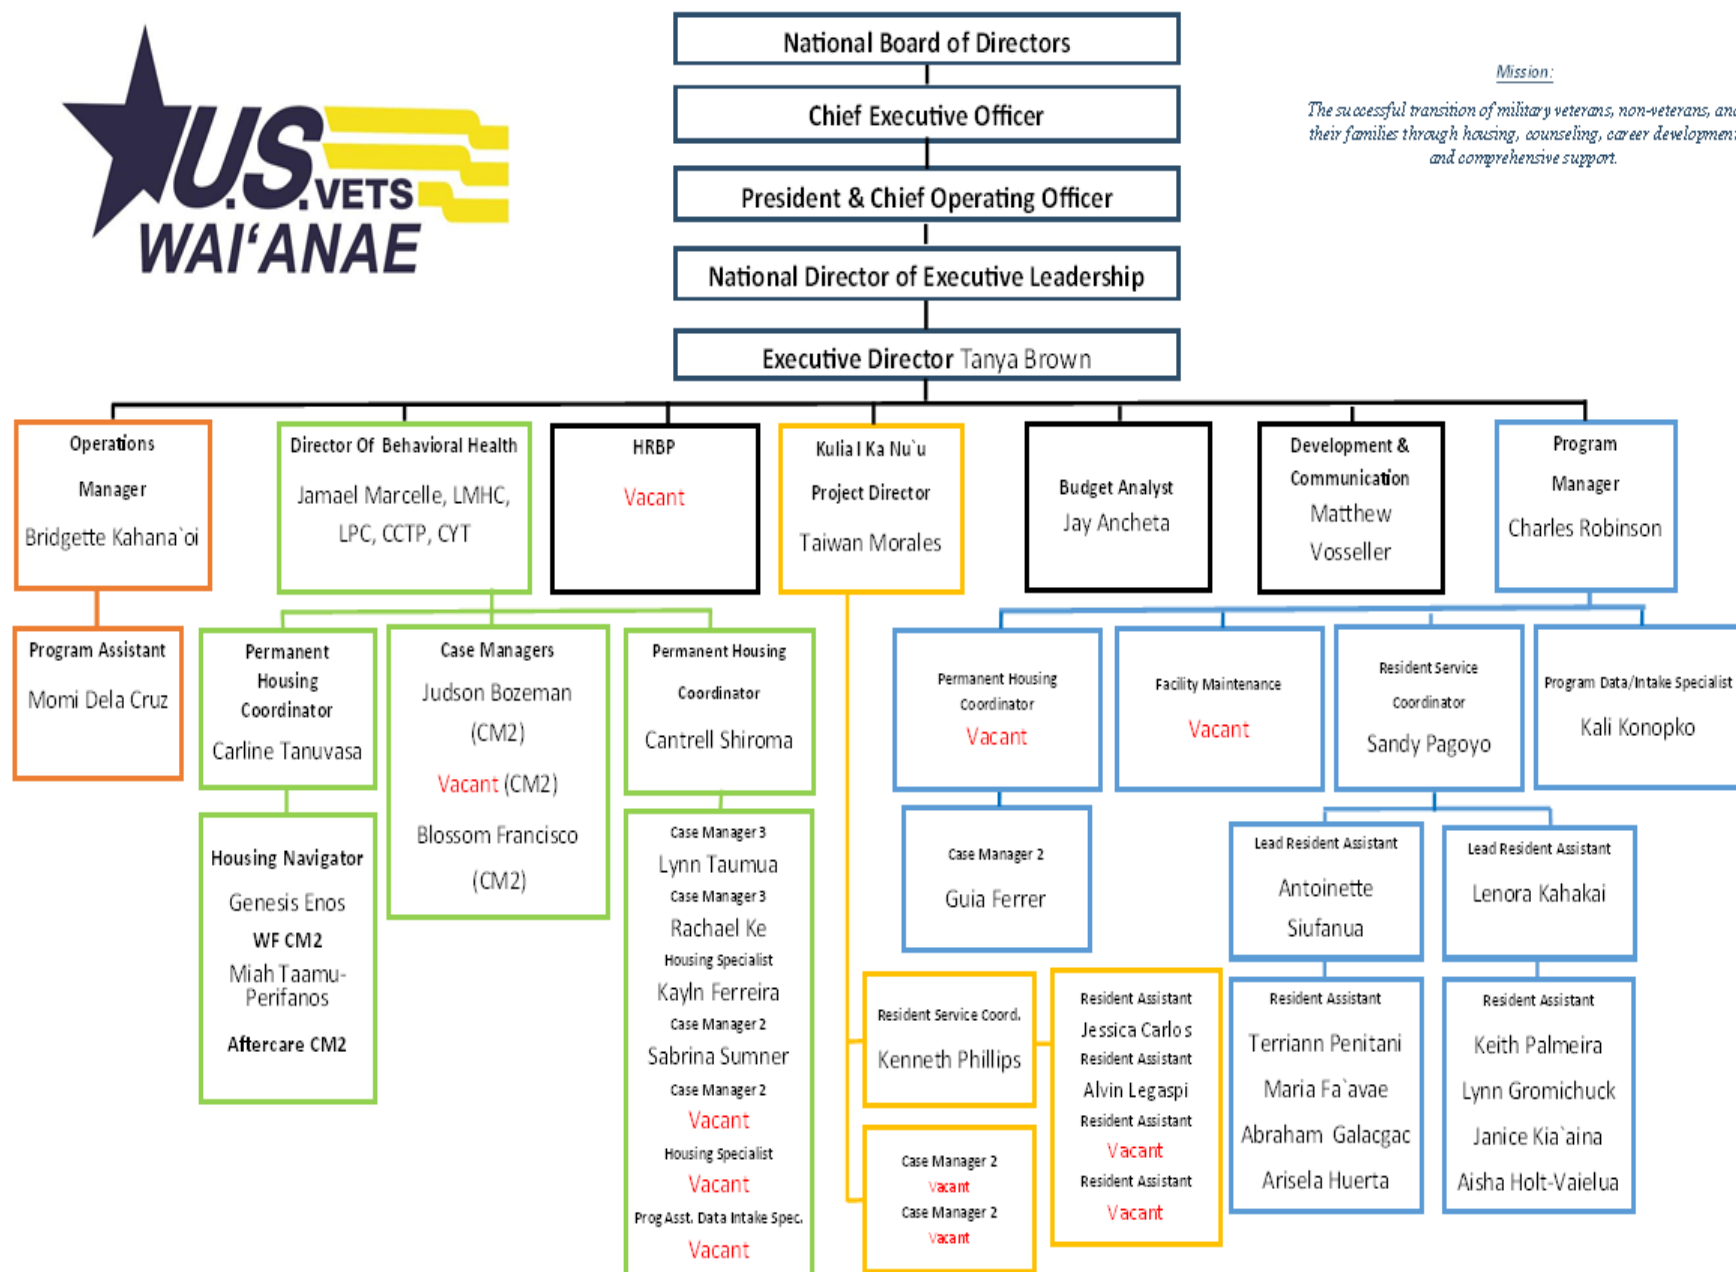 U.S.VETS
WAI‘ANAE
Mission:
The successful transition of military veterans, non-veterans, and
their families through housing, counseling, career development
and comprehensive support.
National Board of Directors
Chief Executive Officer
President & Chief Operating Officer
National Director of Executive Leadership
Executive Director Tanya Brown
Operations
Manager
Bridgette Kahana`oi
Director Of Behavioral Health
Jamael Marcelle, LMHC,
LPC, CCTP, CYT
HRBP
Vacant
Kulia I Ka Nu`u
Project Director
Taiwan Morales
Budget Analyst
Jay Ancheta
Development &
Communication
Matthew
Vosseller
Program
Manager
Charles Robinson
Program Assistant
Momi Dela Cruz
Permanent
Housing
Coordinator
Carline Tanuvasa
Case Managers
Judson Bozeman
(CM2)
Vacant (CM2)
Blossom Francisco
(CM2)
Permanent Housing
Coordinator
Cantrell Shiroma
Permanent Housing
Coordinator
Vacant
Facility Maintenance
Vacant
Resident Service
Coordinator
Sandy Pagoyo
Program Data/Intake Specialist
Kali Konopko
Housing Navigator
Genesis Enos
WF CM2
Miah Taamu-
Perifanos
Aftercare CM2
Case Manager 3
Lynn Taumua
Case Manager 3
Rachael Ke
Housing Specialist
Kayln Ferreira
Case Manager 2
Sabrina Sumner
Case Manager 2
Vacant
Housing Specialist
Vacant
Prog Asst. Data Intake Spec.
Vacant
Case Manager 2
Guia Ferrer
Lead Resident Assistant
Antoinette
Siufanua
Lead Resident Assistant
Lenora Kahakai
Resident Service Coord.
Kenneth Phillips
Case Manager 2
Vacant
Case Manager 2
Vacant
Resident Assistant
Jessica Carlos
Resident Assistant
Alvin Legaspi
Resident Assistant
Vacant
Resident Assistant
Vacant
Resident Assistant
Terriann Penitani
Maria Fa`avae
Abraham Galacgac
Arisela Huerta
Resident Assistant
Keith Palmeira
Lynn Gromichuck
Janice Kia`aina
Aisha Holt-Vaielua